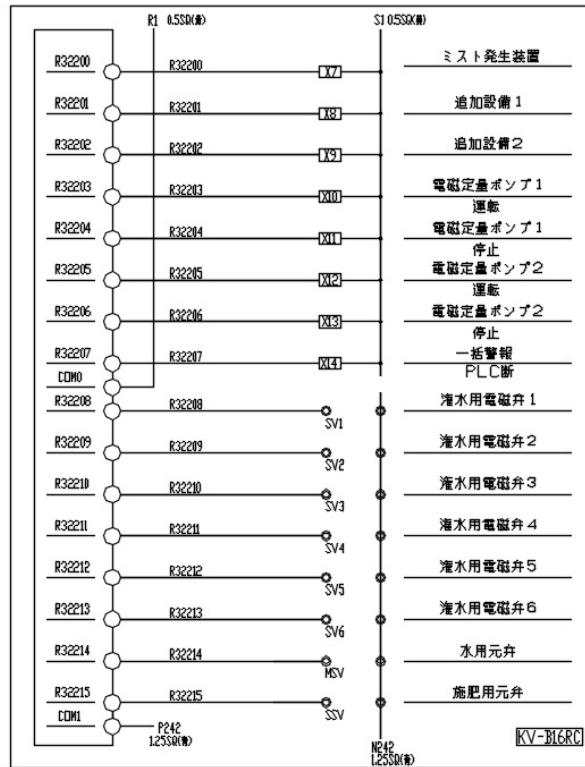 R1 0.5SQ(青) S1 0.5SQ(青)
R32200 R32200 X7 ミスト発生装置
R32201 R32201 X8 追加設備1
R32202 R32202 X9 追加設備2
R32203 R32203 X10 電磁定量ポンプ1
運転
R32204 R32204 X11 電磁定量ポンプ1
停止
R32205 R32205 X12 電磁定量ポンプ2
運転
R32206 R32206 X13 電磁定量ポンプ2
停止
R32207 R32207 X14 一括警報
PLC断
COM0
R32208 R32208 SV1 潅水用電磁弁1
R32209 R32209 SV2 潅水用電磁弁2
R32210 R32210 SV3 潅水用電磁弁3
R32211 R32211 SV4 潅水用電磁弁4
R32212 R32212 SV5 潅水用電磁弁5
R32213 R32213 SV6 潅水用電磁弁6
R32214 R32214 MSV 水用元弁
R32215 R32215 SSV 施肥用元弁
COM1 P242
1.25SQ(青)
N242
1.25SQ(青)
KV-B16RC